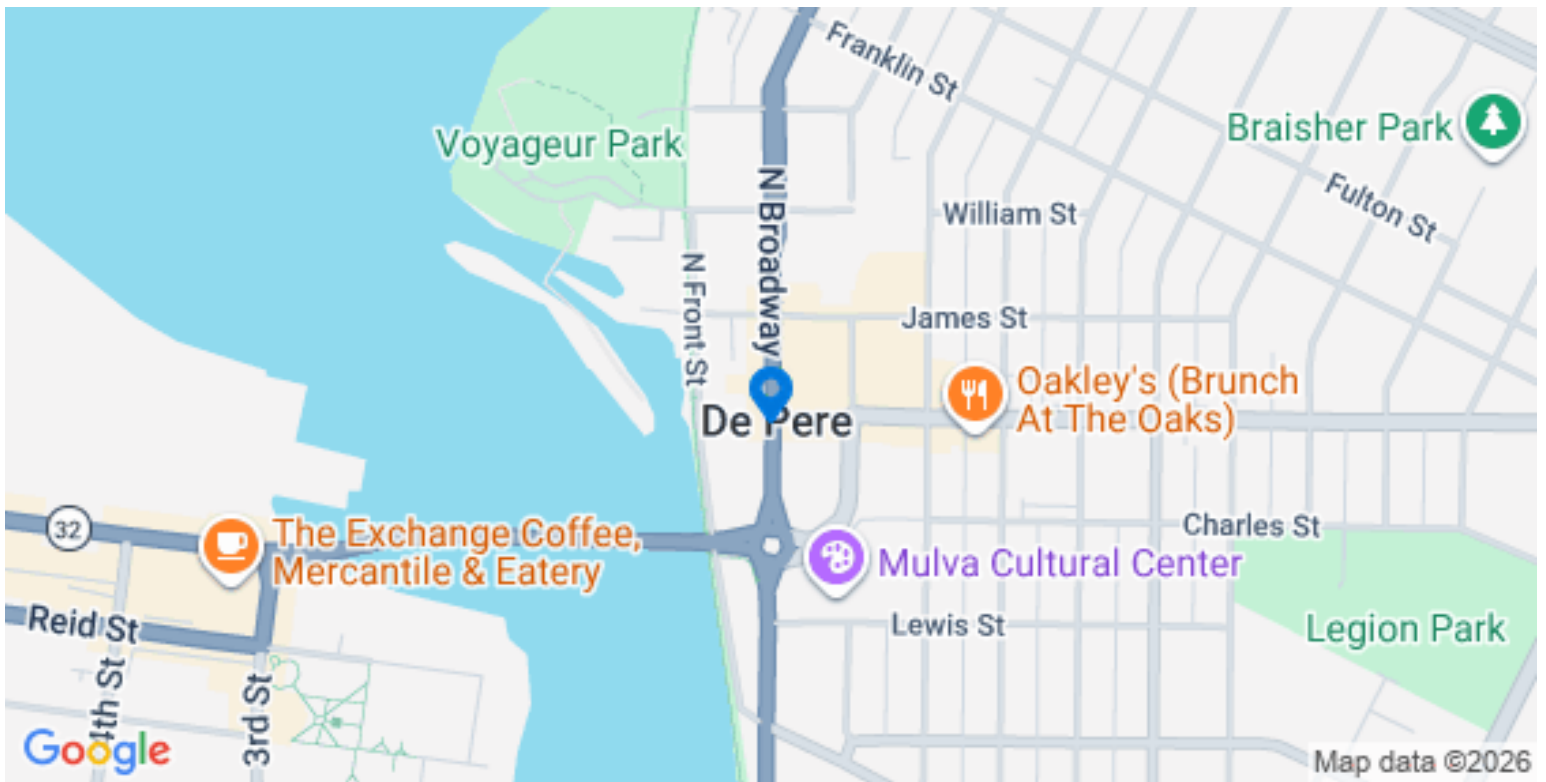 Franklin St
Braisher Park
Voyageur Park
Fulton St
N Broadway
William St
N Front St
James St
Oakley's (Brunch
At The Oaks)
De Pere
32
The Exchange Coffee,
Mercantile & Eatery
Charles St
Mulva Cultural Center
Reid St
Lewis St
Legion Park
4th St
3rd St
Google
Map data ©2026